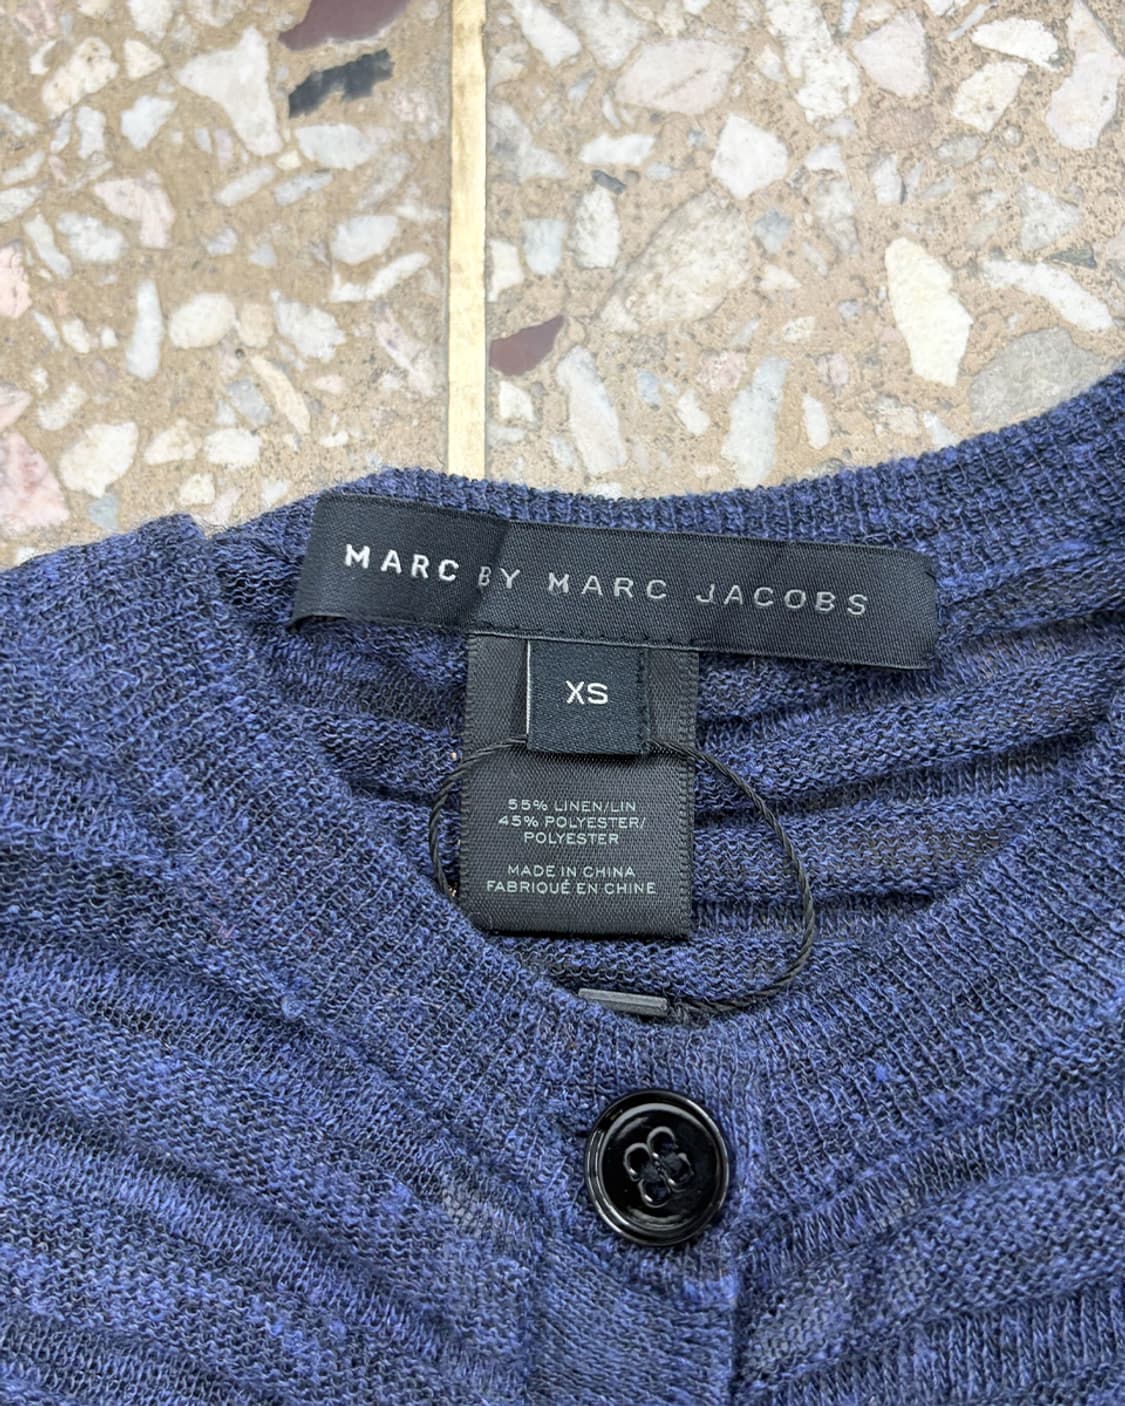 MARC BY MARC JACOBS
XS
55% LINEN/LIN
45% POLYESTER/
POLYESTER
MADE IN CHINA
FABRIQUÉ EN CHINE